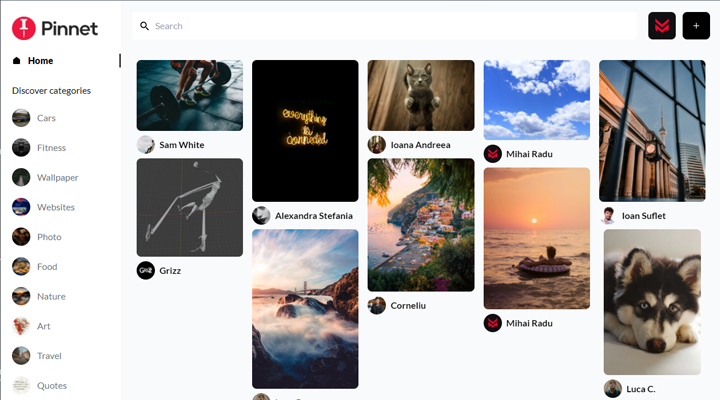 Pinnet
Search
+
Home
Discover categories
Cars
Fitness
Wallpaper
Websites
Photo
Food
Nature
Art
Travel
Quotes
Sam White
Grizz
everything
is
connected
Alexandra Stefania
Ioana Andreea
Corneliu
Mihai Radu
Mihai Radu
Ioan Suflet
Luca C.